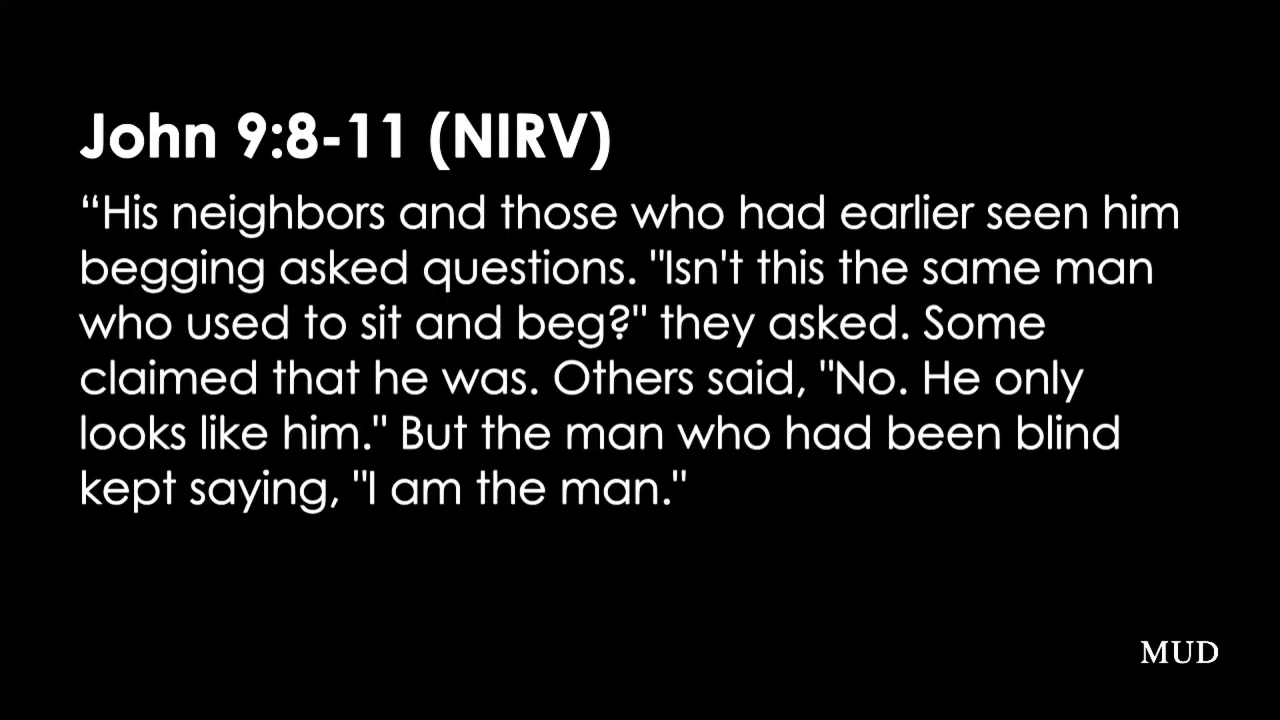 John 9:8-11 (NIRV)
“His neighbors and those who had earlier seen him
begging asked questions. "Isn't this the same man
who used to sit and beg?" they asked. Some
claimed that he was. Others said, "No. He only
looks like him." But the man who had been blind
kept saying, "I am the man."
MUD